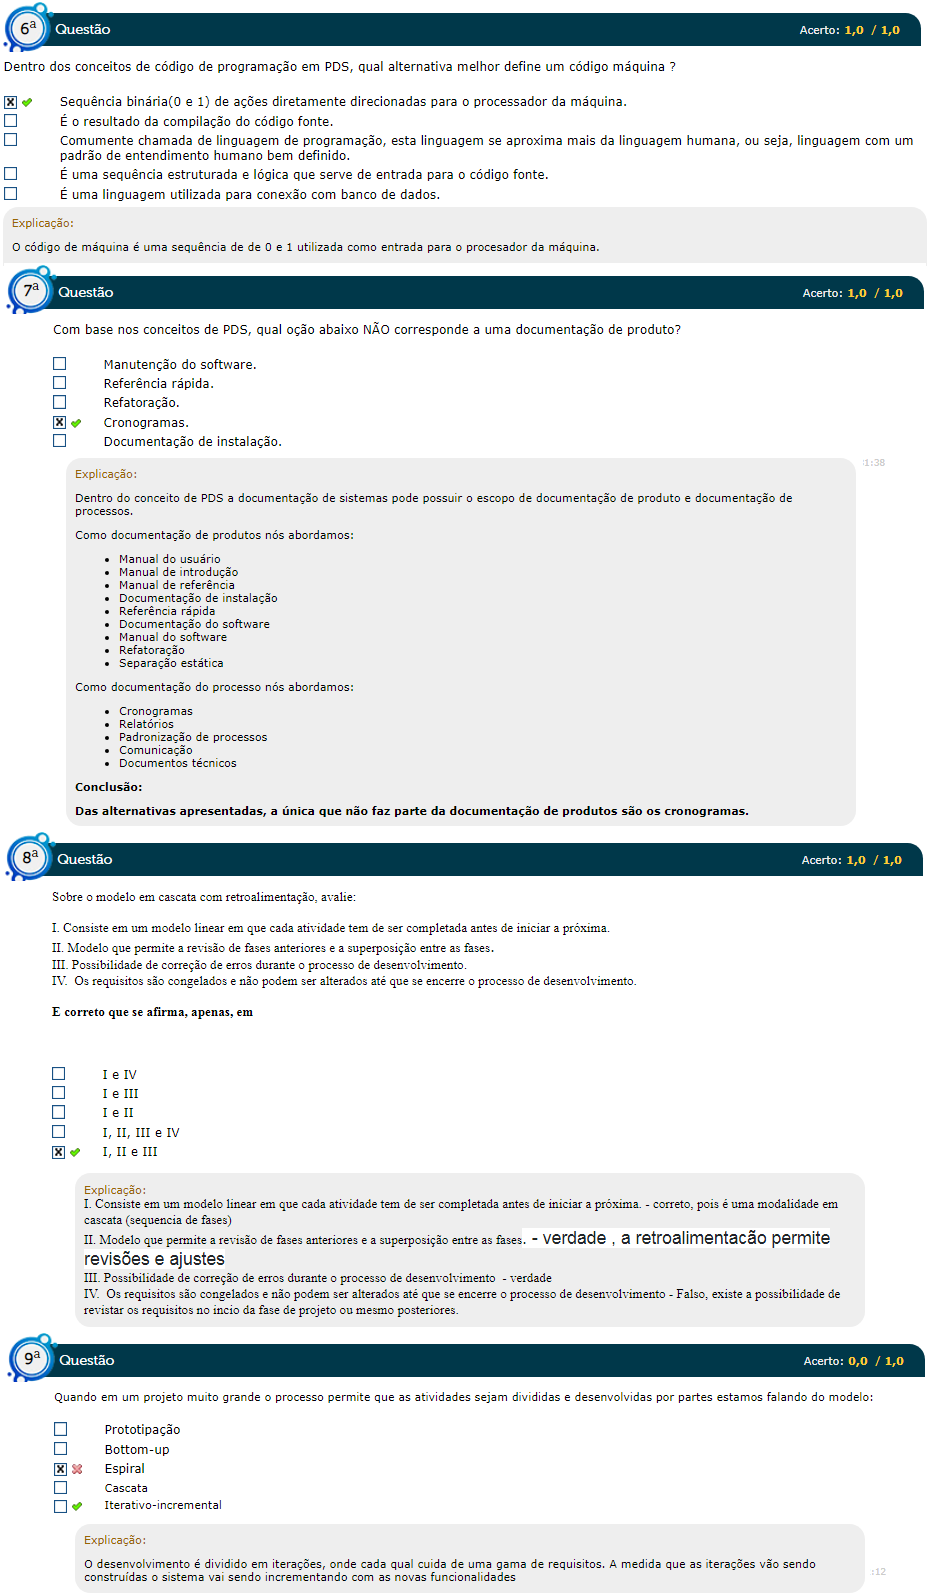 6ª Questão Acerto: 1,0 / 1,0
Dentro dos conceitos de código de programação em PDS, qual alternativa melhor define um código máquina ?
Sequência binária(0 e 1) de ações diretamente direcionadas para o processador da máquina.
É o resultado da compilação do código fonte.
Comumente chamada de linguagem de programação, esta linguagem se aproxima mais da linguagem humana, ou seja, linguagem com um
padrão de entendimento humano bem definido.
É uma sequência estruturada e lógica que serve de entrada para o código fonte.
É uma linguagem utilizada para conexão com banco de dados.
Explicação:
O código de máquina é uma sequência de de 0 e 1 utilizada como entrada para o procesador da máquina.
7ª Questão Acerto: 1,0 / 1,0
Com base nos conceitos de PDS, qual oção abaixo NÃO corresponde a uma documentação de produto?
Manutenção do software.
Referência rápida.
Refatoração.
Cronogramas.
Documentação de instalação.
:1:38
Explicação:
Dentro do conceito de PDS a documentação de sistemas pode possuir o escopo de documentação de produto e documentação de
processos.
Como documentação de produtos nós abordamos:
• Manual do usuário
• Manual de introdução
• Manual de referência
• Documentação de instalação
• Referência rápida
• Documentação do software
• Manual do software
• Refatoração
• Separação estática
Como documentação do processo nós abordamos:
• Cronogramas
• Relatórios
• Padronização de processos
• Comunicação
• Documentos técnicos
Conclusão:
Das alternativas apresentadas, a única que não faz parte da documentação de produtos são os cronogramas.
8ª Questão Acerto: 1,0 / 1,0
Sobre o modelo em cascata com retroalimentação, avalie:
I. Consiste em um modelo linear em que cada atividade tem de ser completada antes de iniciar a próxima.
II. Modelo que permite a revisão de fases anteriores e a superposição entre as fases.
III. Possibilidade de correção de erros durante o processo de desenvolvimento.
IV. Os requisitos são congelados e não podem ser alterados até que se encerre o processo de desenvolvimento.
E correto que se afirma, apenas, em
I e IV
I e III
I e II
I, II, III e IV
I, II e III
Explicação:
I. Consiste em um modelo linear em que cada atividade tem de ser completada antes de iniciar a próxima. - correto, pois é uma modalidade em
cascata (sequencia de fases)
II. Modelo que permite a revisão de fases anteriores e a superposição entre as fases. - verdade , a retroalimentacão permite
revisões e ajustes
III. Possibilidade de correção de erros durante o processo de desenvolvimento - verdade
IV. Os requisitos são congelados e não podem ser alterados até que se encerre o processo de desenvolvimento - Falso, existe a possibilidade de
revistar os requisitos no incio da fase de projeto ou mesmo posteriores.
9ª Questão Acerto: 0,0 / 1,0
Quando em um projeto muito grande o processo permite que as atividades sejam divididas e desenvolvidas por partes estamos falando do modelo:
Prototipação
Bottom-up
Espiral
Cascata
Iterativo-incremental
Explicação:
O desenvolvimento é dividido em iterações, onde cada qual cuida de uma gama de requisitos. A medida que as iterações vão sendo
construídas o sistema vai sendo incrementando com as novas funcionalidades
:12